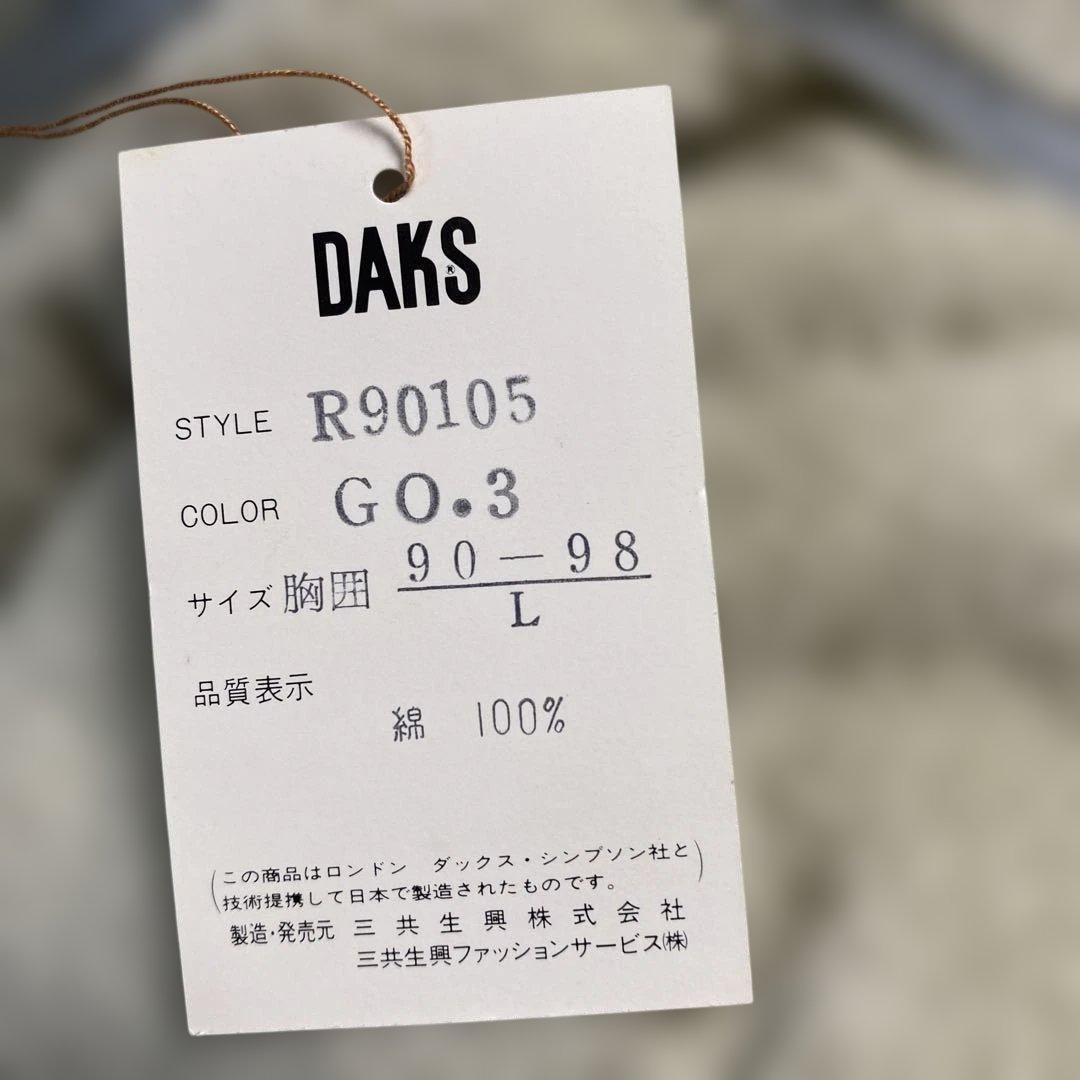 DAKS®
STYLE R90105
COLOR GO.3
サイズ 胸囲 90－98
L
品質表示
綿 100%
(この商品はロンドン ダックス・シンプソン社と
技術提携して日本で製造されたものです。)
製造・発売元 三共生興株式会社
三共生興ファッションサービス㈱